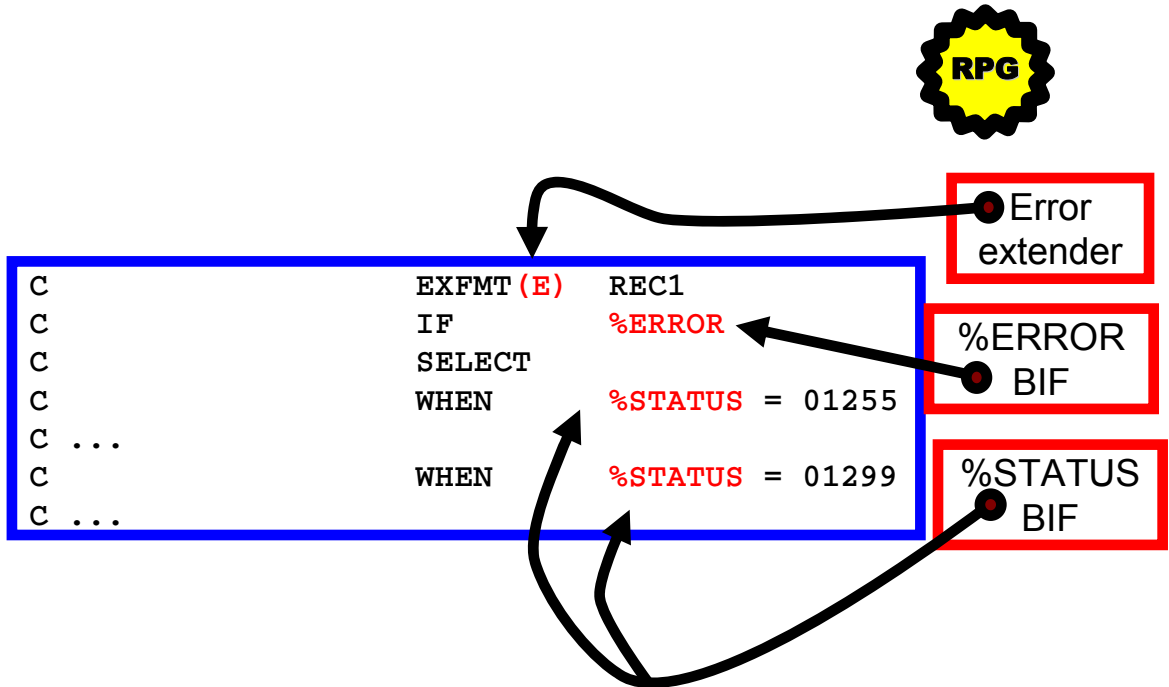 RPG
Error
extender
C EXFMT(E) REC1
C IF %ERROR
C SELECT
C WHEN %STATUS = 01255
C ...
C WHEN %STATUS = 01299
C ...
%ERROR
BIF
%STATUS
BIF